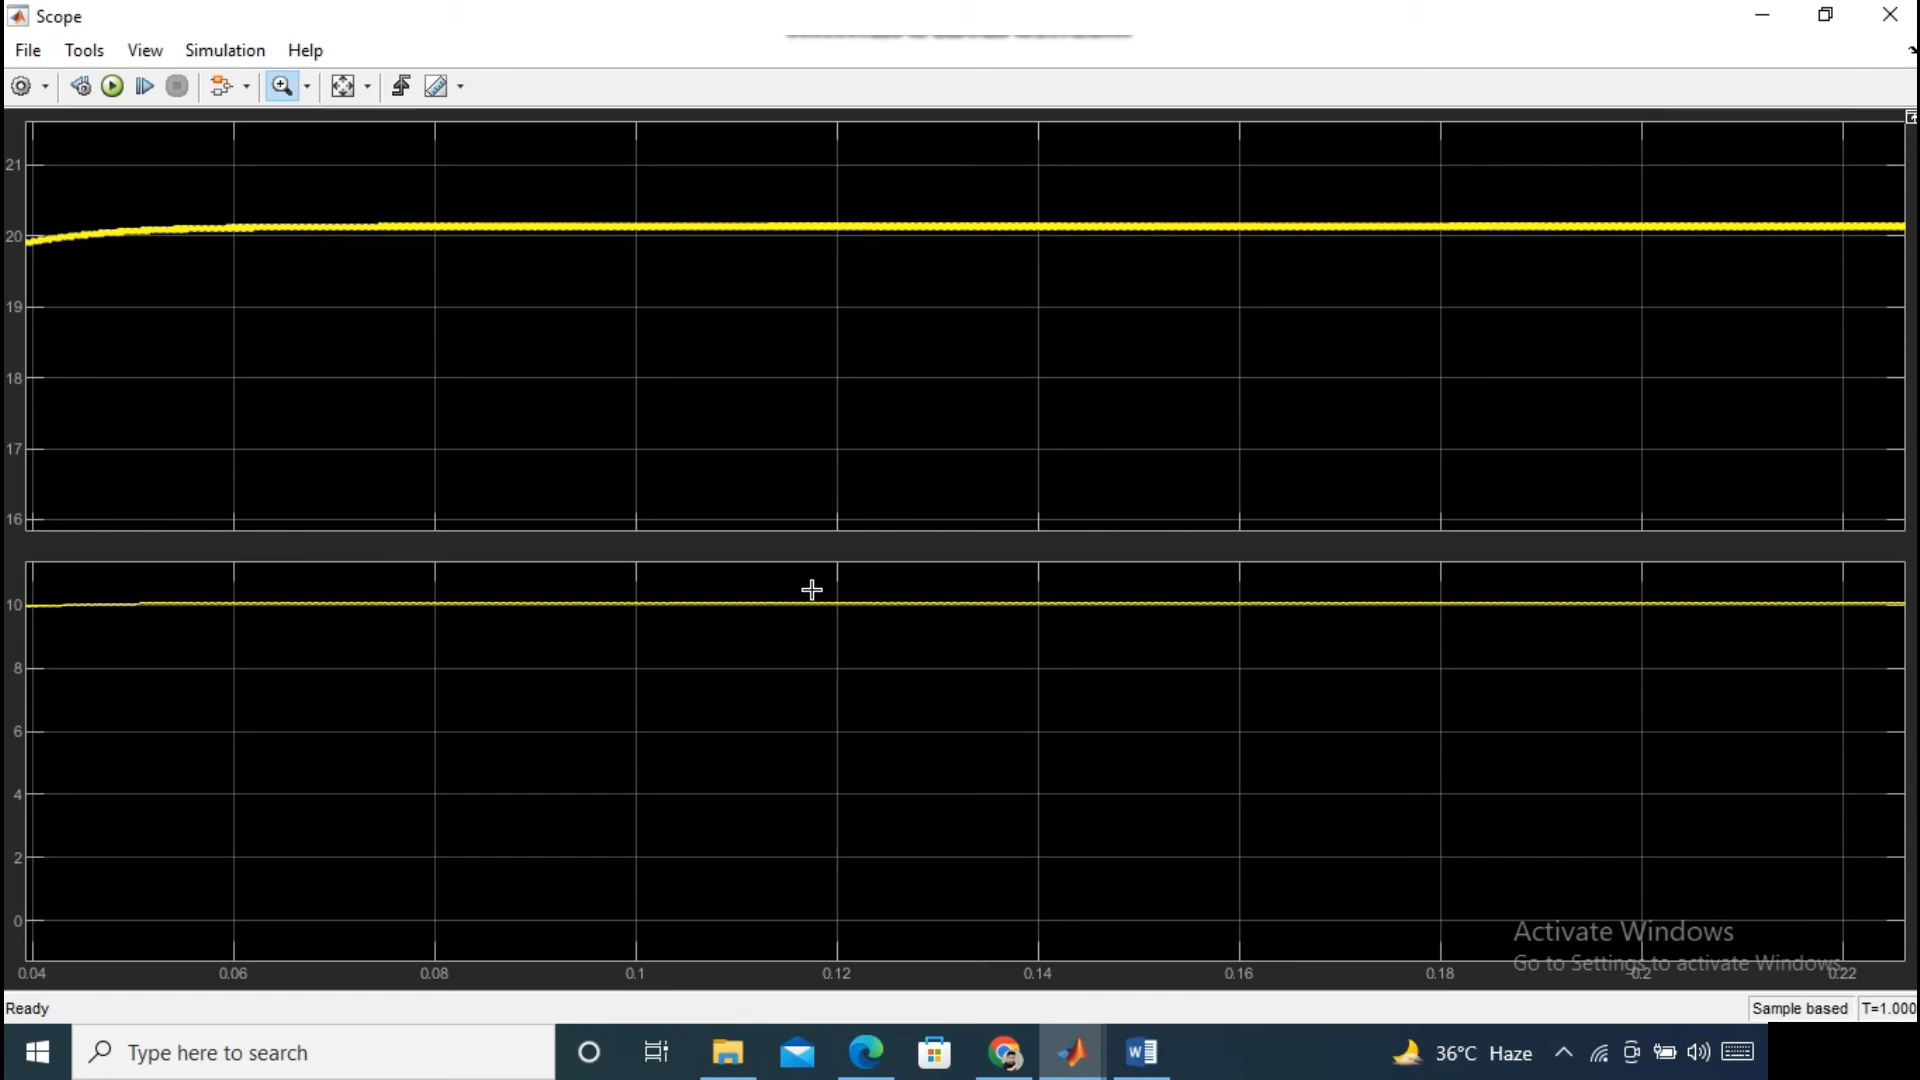 Scope
File Tools View Simulation Help
21
20
19
18
17
16
10
8
6
4
2
0
0.04 0.06 0.08 0.1 0.12 0.14 0.16 0.18 0.2 0.22
Activate Windows
Go to Settings to activate Windows.
Ready
Sample based T=1.000
Type here to search
36°C Haze